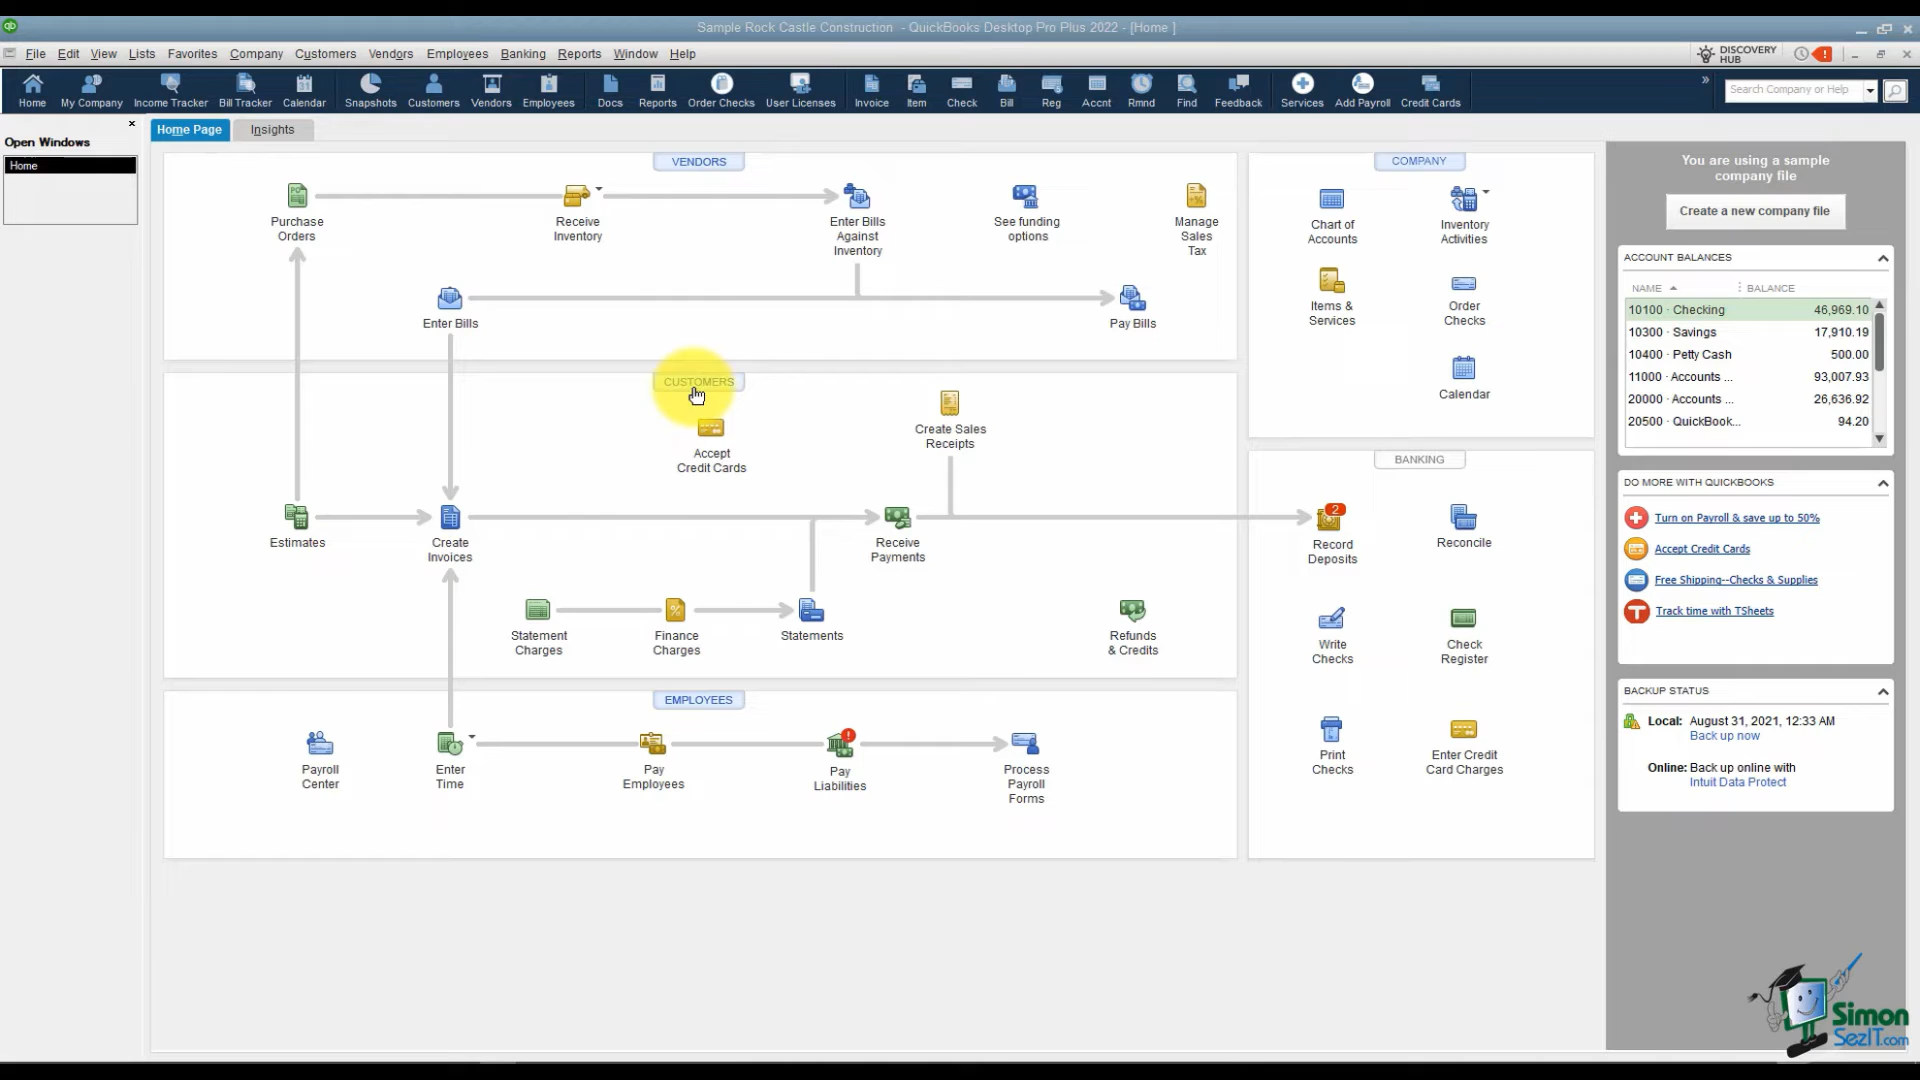 Sample Rock Castle Construction - QuickBooks Desktop Pro Plus 2022 - [Home ]
File Edit View Lists Favorites Company Customers Vendors Employees Banking Reports Window Help
DISCOVERY
HUB
Home My Company Income Tracker Bill Tracker Calendar Snapshots Customers Vendors Employees Docs Reports Order Checks User Licenses Invoice Item Check Bill Reg Accnt Rmnd Find Feedback Services Add Payroll Credit Cards
Search Company or Help
Open Windows
Home
Home Page Insights
VENDORS
Purchase
Orders
Receive
Inventory
Enter Bills
Against
Inventory
See funding
options
Manage
Sales
Tax
Enter Bills
Pay Bills
CUSTOMERS
Accept
Credit Cards
Create Sales
Receipts
Estimates
Create
Invoices
Receive
Payments
Statement
Charges
Finance
Charges
Statements
Refunds
& Credits
EMPLOYEES
Payroll
Center
Enter
Time
Pay
Employees
Pay
Liabilities
Process
Payroll
Forms
COMPANY
Chart of
Accounts
Inventory
Activities
Items &
Services
Order
Checks
Calendar
BANKING
2
Record
Deposits
Reconcile
Write
Checks
Check
Register
Print
Checks
Enter Credit
Card Charges
You are using a sample
company file
Create a new company file
ACCOUNT BALANCES
NAME BALANCE
10100 · Checking 46,969.10
10300 · Savings 17,910.19
10400 · Petty Cash 500.00
11000 · Accounts ... 93,007.93
20000 · Accounts ... 26,636.92
20500 · QuickBook... 94.20
DO MORE WITH QUICKBOOKS
Turn on Payroll & save up to 50%
Accept Credit Cards
Free Shipping--Checks & Supplies
Track time with TSheets
BACKUP STATUS
Local: August 31, 2021, 12:33 AM
Back up now
Online: Back up online with
Intuit Data Protect
Simon
SezIT.com